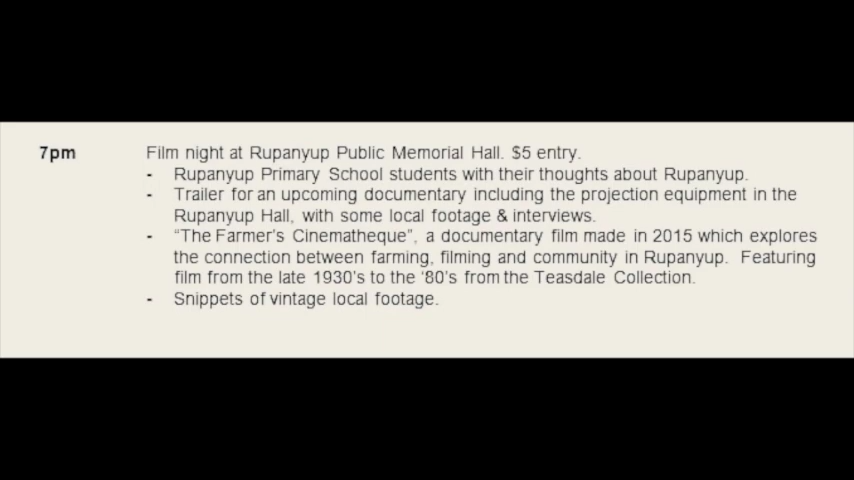 7pm Film night at Rupanyup Public Memorial Hall. $5 entry.
- Rupanyup Primary School students with their thoughts about Rupanyup.
- Trailer for an upcoming documentary including the projection equipment in the
Rupanyup Hall, with some local footage & interviews.
- “The Farmer’s Cinematheque”, a documentary film made in 2015 which explores
the connection between farming, filming and community in Rupanyup. Featuring
film from the late 1930’s to the ‘80’s from the Teasdale Collection.
- Snippets of vintage local footage.